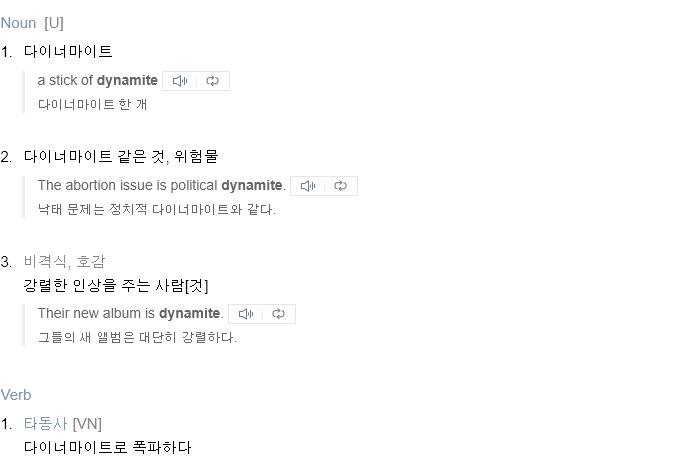 Noun [U]
1. 다이너마이트
a stick of dynamite
다이너마이트 한 개
2. 다이너마이트 같은 것, 위험물
The abortion issue is political dynamite.
낙태 문제는 정치적 다이너마이트와 같다.
3. 비격식, 호감
강렬한 인상을 주는 사람[것]
Their new album is dynamite.
그들의 새 앨범은 대단히 강렬하다.
Verb
1. 타동사 [VN]
다이너마이트로 폭파하다